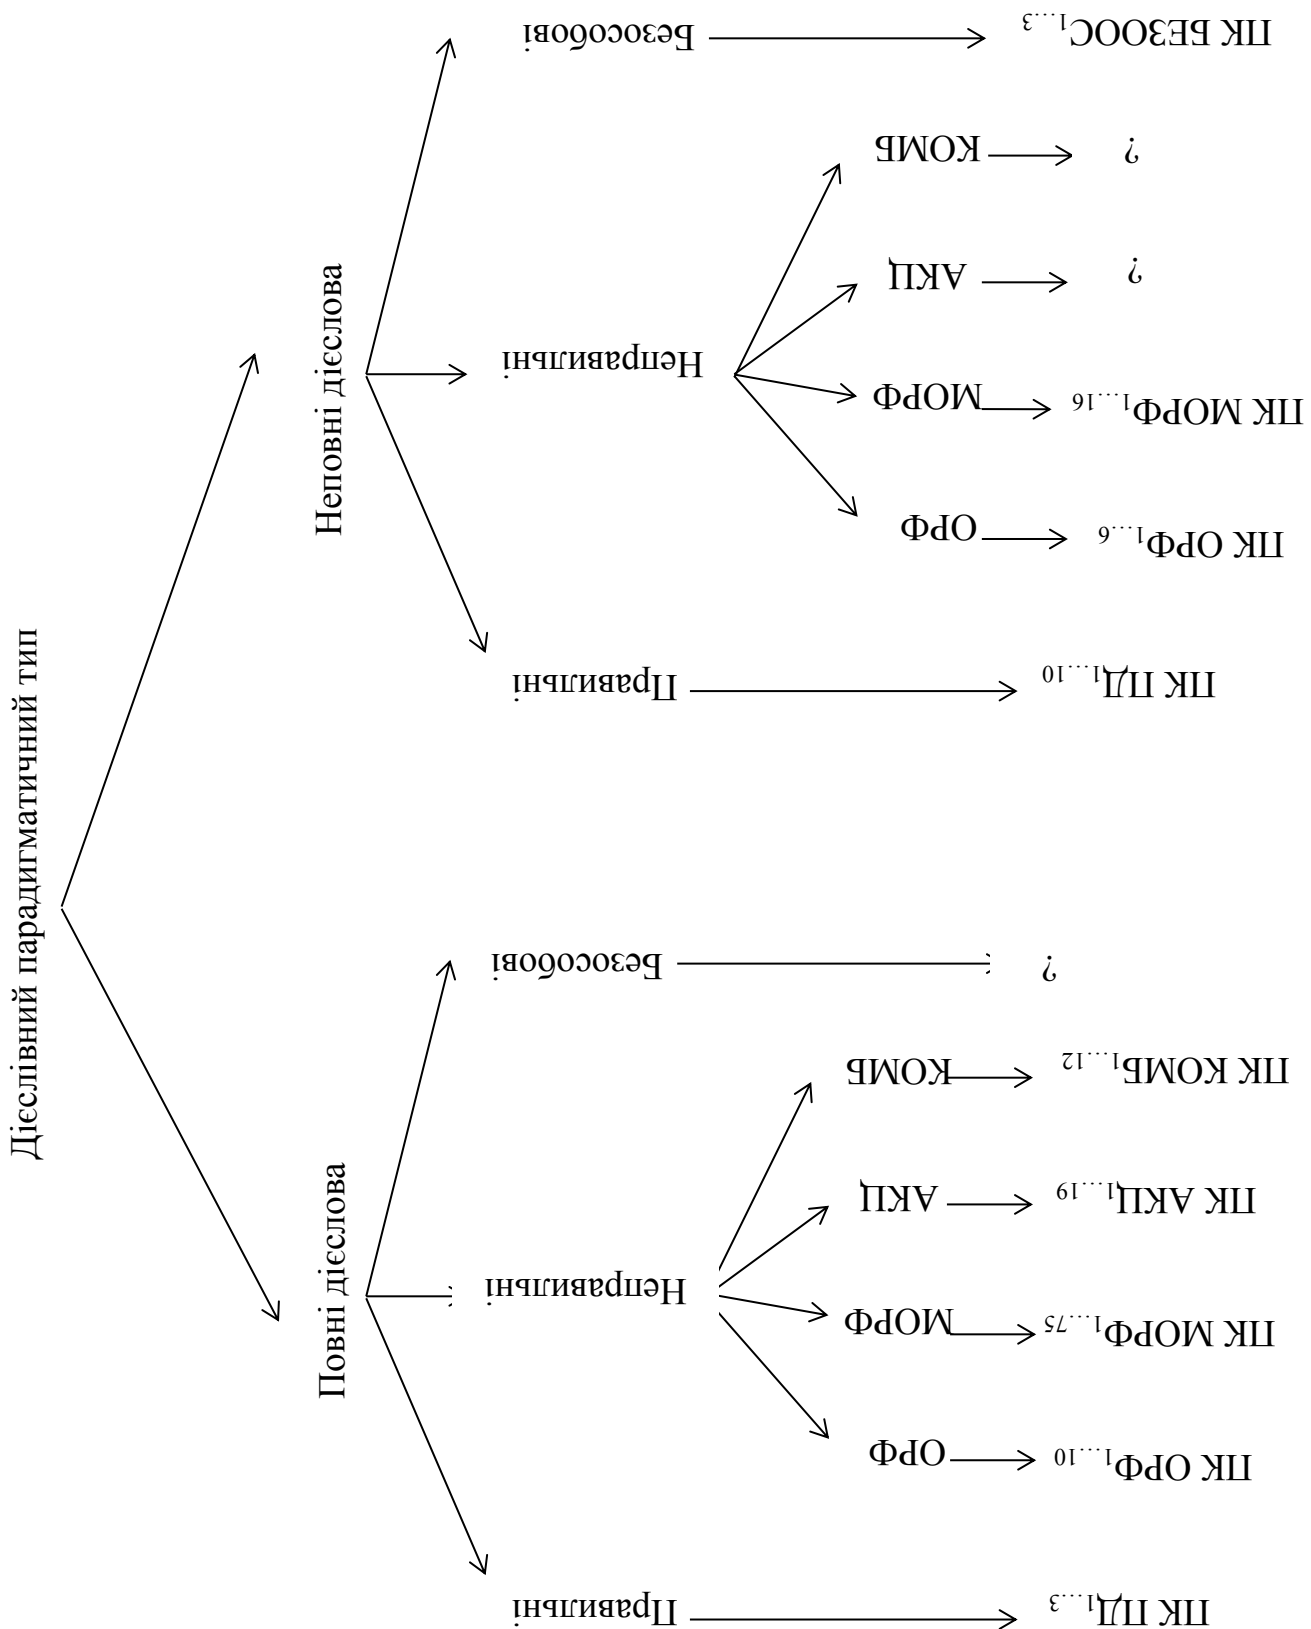 Дієслівний парадигматичний тип
Повні дієслова
Неповні дієслова
Правильні
ПК ПД1…3
Неправильні
ОРФ
ПК ОРФ1…10
МОРФ
ПК МОРФ1…75
АКЦ
ПК АКЦ1…19
КОМБ
ПК КОМБ1…12
Безособові
?
Правильні
ПК ПД1…10
Неправильні
ОРФ
ПК ОРФ1…6
МОРФ
ПК МОРФ1…16
АКЦ
?
КОМБ
?
Безособові
ПК БЕЗООС1…3